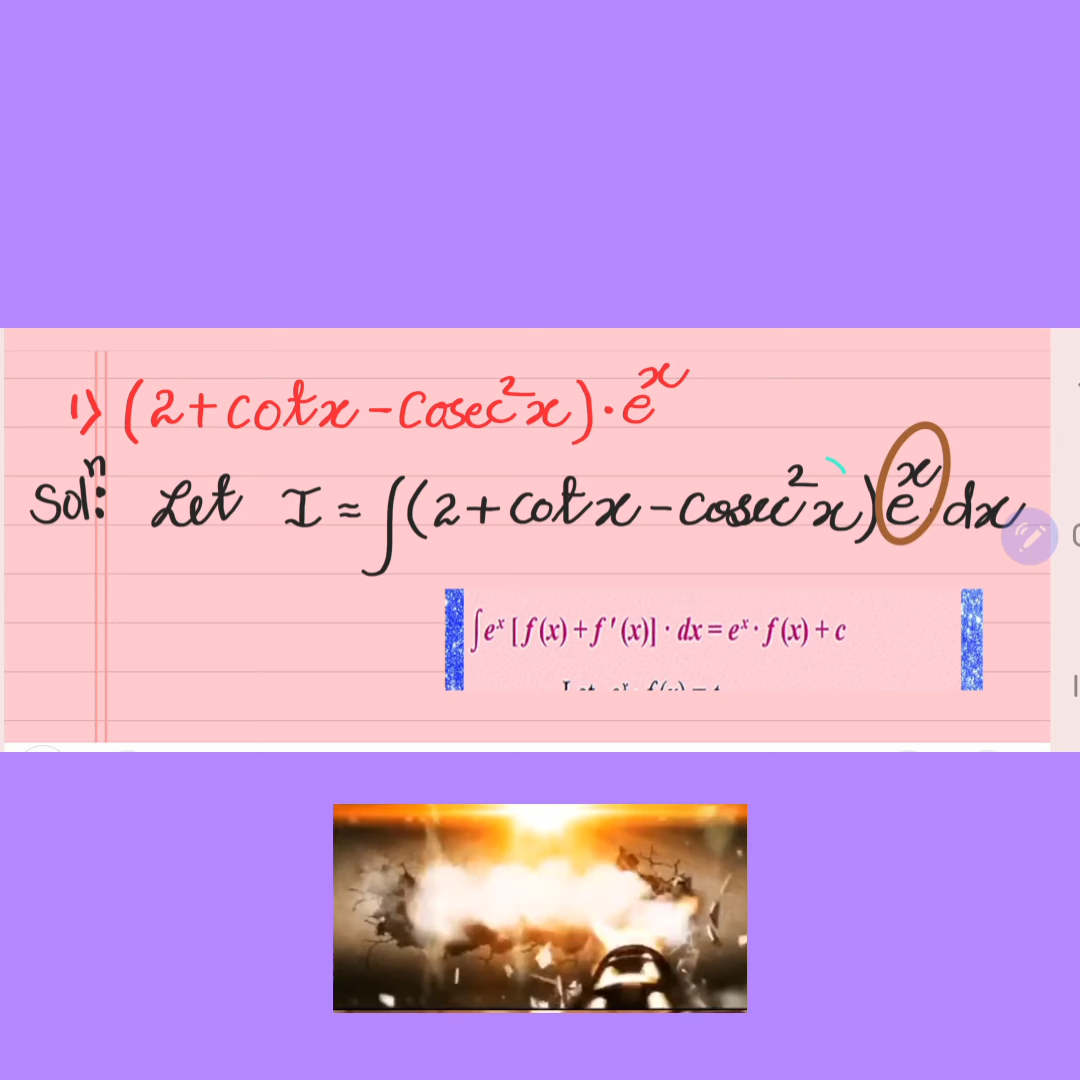 1) (2+cotx-cosec²x)·eˣ
Solⁿ: Let I = ∫(2+cotx-cosec²x)eˣ.dx
∫eˣ [f(x) + f'(x)] · dx = eˣ · f(x) + c